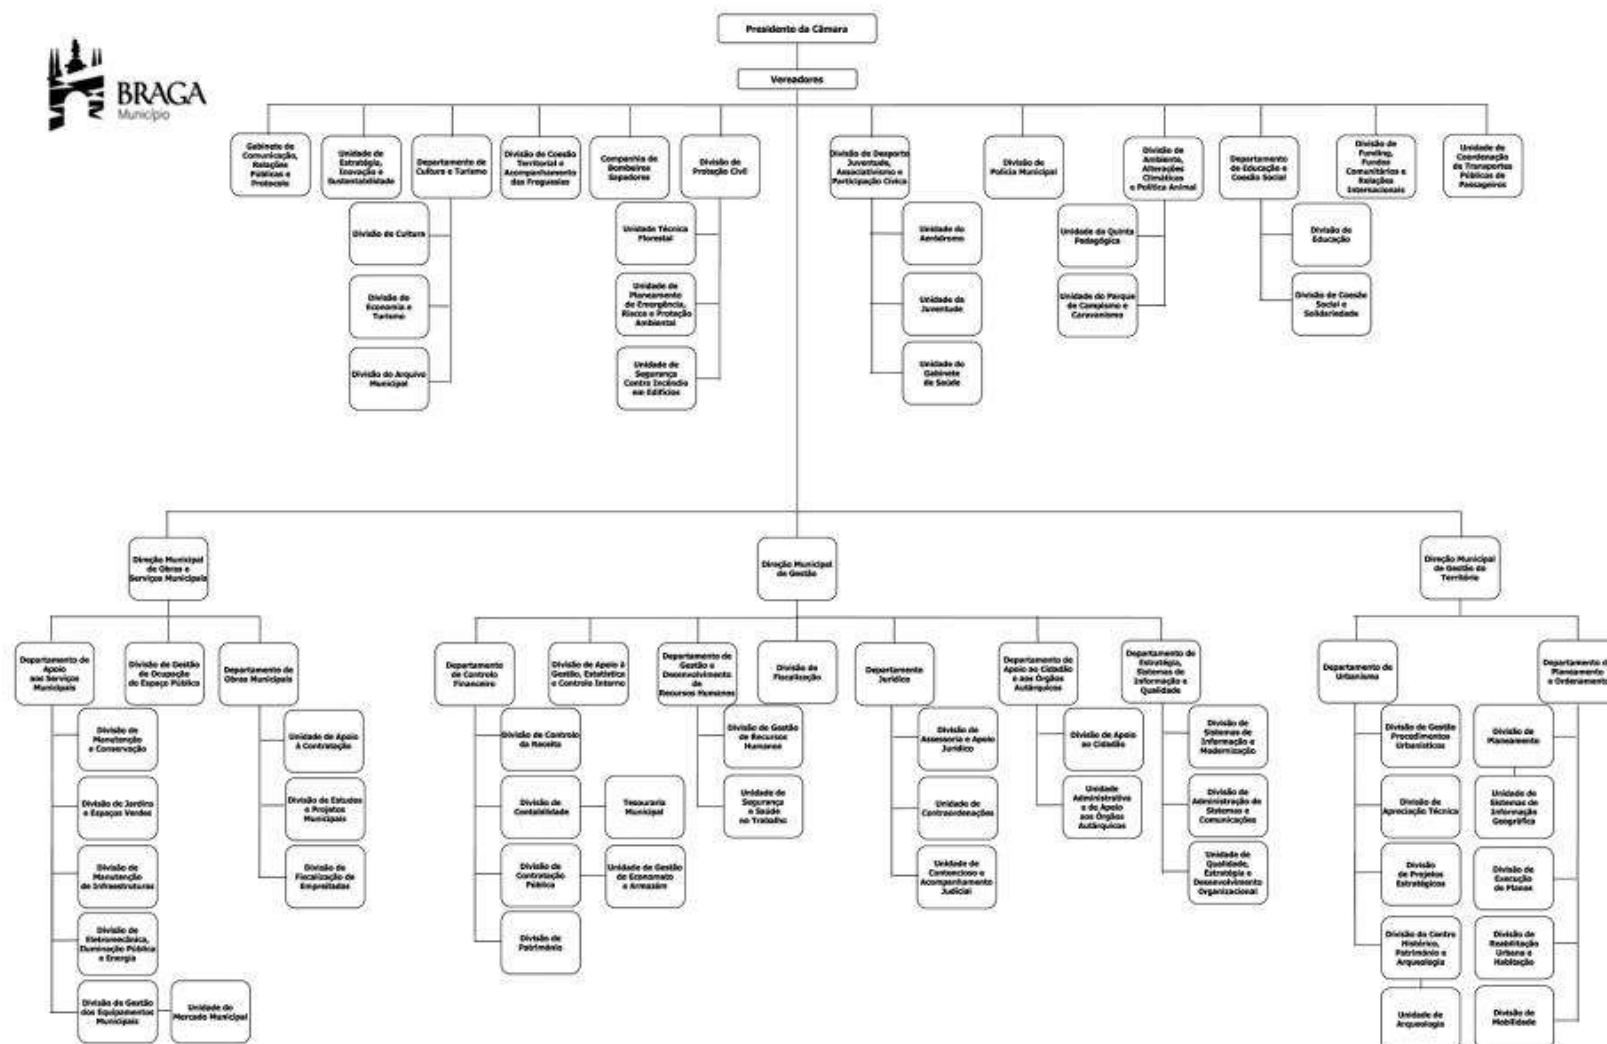 BRAGA
Município
Presidente da Câmara
Vereadores
Gabinete de
Comunicação,
Relações
Públicas e
Protocolo
Unidade de
Estratégia,
Inovação e
Sustentabilidade
Departamento de
Cultura e Turismo
Divisão de Coesão
Territorial e
Acompanhamento
das Freguesias
Companhia de
Bombeiros
Sapadores
Divisão de
Proteção Civil
Divisão de Desporto
Juventude,
Associativismo e
Participação Cívica
Divisão de
Polícia Municipal
Divisão de
Ambiente,
Alterações
Climáticas
e Política Animal
Departamento
de Educação e
Coesão Social
Divisão de
Funding,
Fundos
Comunitários e
Relações
Internacionais
Unidade de
Coordenação
de Transportes
Públicos de
Passageiros
Divisão de Cultura
Divisão de
Economia e
Turismo
Divisão do Arquivo
Municipal
Unidade Técnica
Florestal
Unidade de
Planeamento
de Emergência,
Riscos e Proteção
Ambiental
Unidade de
Segurança
Contra Incêndio
em Edifícios
Unidade do
Aeródromo
Unidade da
Juventude
Unidade do
Gabinete
de Saúde
Unidade da Quinta
Pedagógica
Unidade do Parque
de Campismo e
Caravanismo
Divisão de
Educação
Divisão de Coesão
Social e
Solidariedade
Direção Municipal
de Obras e
Serviços Municipais
Direção Municipal
de Gestão
Direção Municipal
de Gestão do
Território
Departamento de
Apoio
aos Serviços
Municipais
Divisão de Gestão
de Ocupação
do Espaço Público
Departamento de
Obras Municipais
Departamento
de Controlo
Financeiro
Divisão de Apoio à
Gestão, Estatística
e Controlo Interno
Departamento de
Gestão e
Desenvolvimento
de
Recursos Humanos
Divisão de
Fiscalização
Departamento
Jurídico
Departamento de
Apoio ao Cidadão
e aos Órgãos
Autárquicos
Departamento de
Estratégia,
Sistemas de
Informação e
Qualidade
Departamento de
Urbanismo
Departamento d
Planeamento
e Ordenamento
Divisão de
Manutenção
e Conservação
Divisão de Jardins
e Espaços Verdes
Divisão de
Manutenção
de Infraestruturas
Divisão de
Eletromecânica,
Iluminação Pública
e Energia
Divisão de Gestão
dos Equipamentos
Municipais
Unidade do
Mercado Municipal
Unidade de Apoio
à Contratação
Divisão de Estudos
e Projetos
Municipais
Divisão de
Fiscalização de
Empreitadas
Divisão de Controlo
da Receita
Divisão de
Contabilidade
Tesouraria
Municipal
Divisão de
Contratação
Pública
Unidade de Gestão
de Economato
e Armazém
Divisão de
Património
Divisão de Gestão
de Recursos
Humanos
Unidade de
Segurança
e Saúde
no Trabalho
Divisão de
Assessoria e Apoio
Jurídico
Unidade de
Contraordenações
Unidade de
Contencioso e
Acompanhamento
Judicial
Divisão de Apoio
ao Cidadão
Unidade
Administrativa
e de Apoio
aos Órgãos
Autárquicos
Divisão de
Sistemas
de Informação e
Modernização
Divisão de
Administração de
Sistemas e
Comunicações
Unidade de
Qualidade,
Estratégia e
Desenvolvimento
Organizacional
Divisão de Gestão
Procedimentos
Urbanísticos
Divisão de
Apreciação Técnica
Divisão
de Projetos
Estratégicos
Divisão do Centro
Histórico,
Património e
Arqueologia
Unidade de
Arqueologia
Divisão de
Planeamento
Unidade de
Sistemas de
Informação
Geográfica
Divisão de
Execução
de Planos
Divisão de
Reabilitação
Urbana e
Habitação
Divisão de
Mobilidade